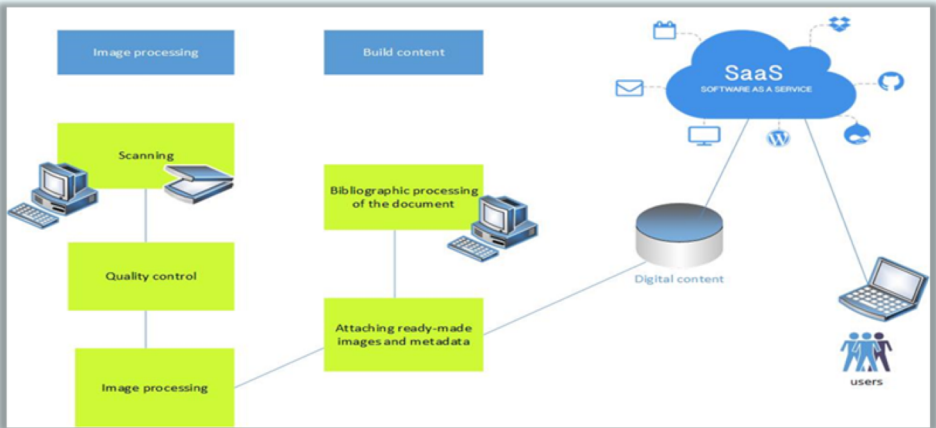 Image processing
Build content
SaaS
SOFTWARE AS A SERVICE
Scanning
Bibliographic processing
of the document
Quality control
Digital content
Attaching ready-made
images and metadata
Image processing
users